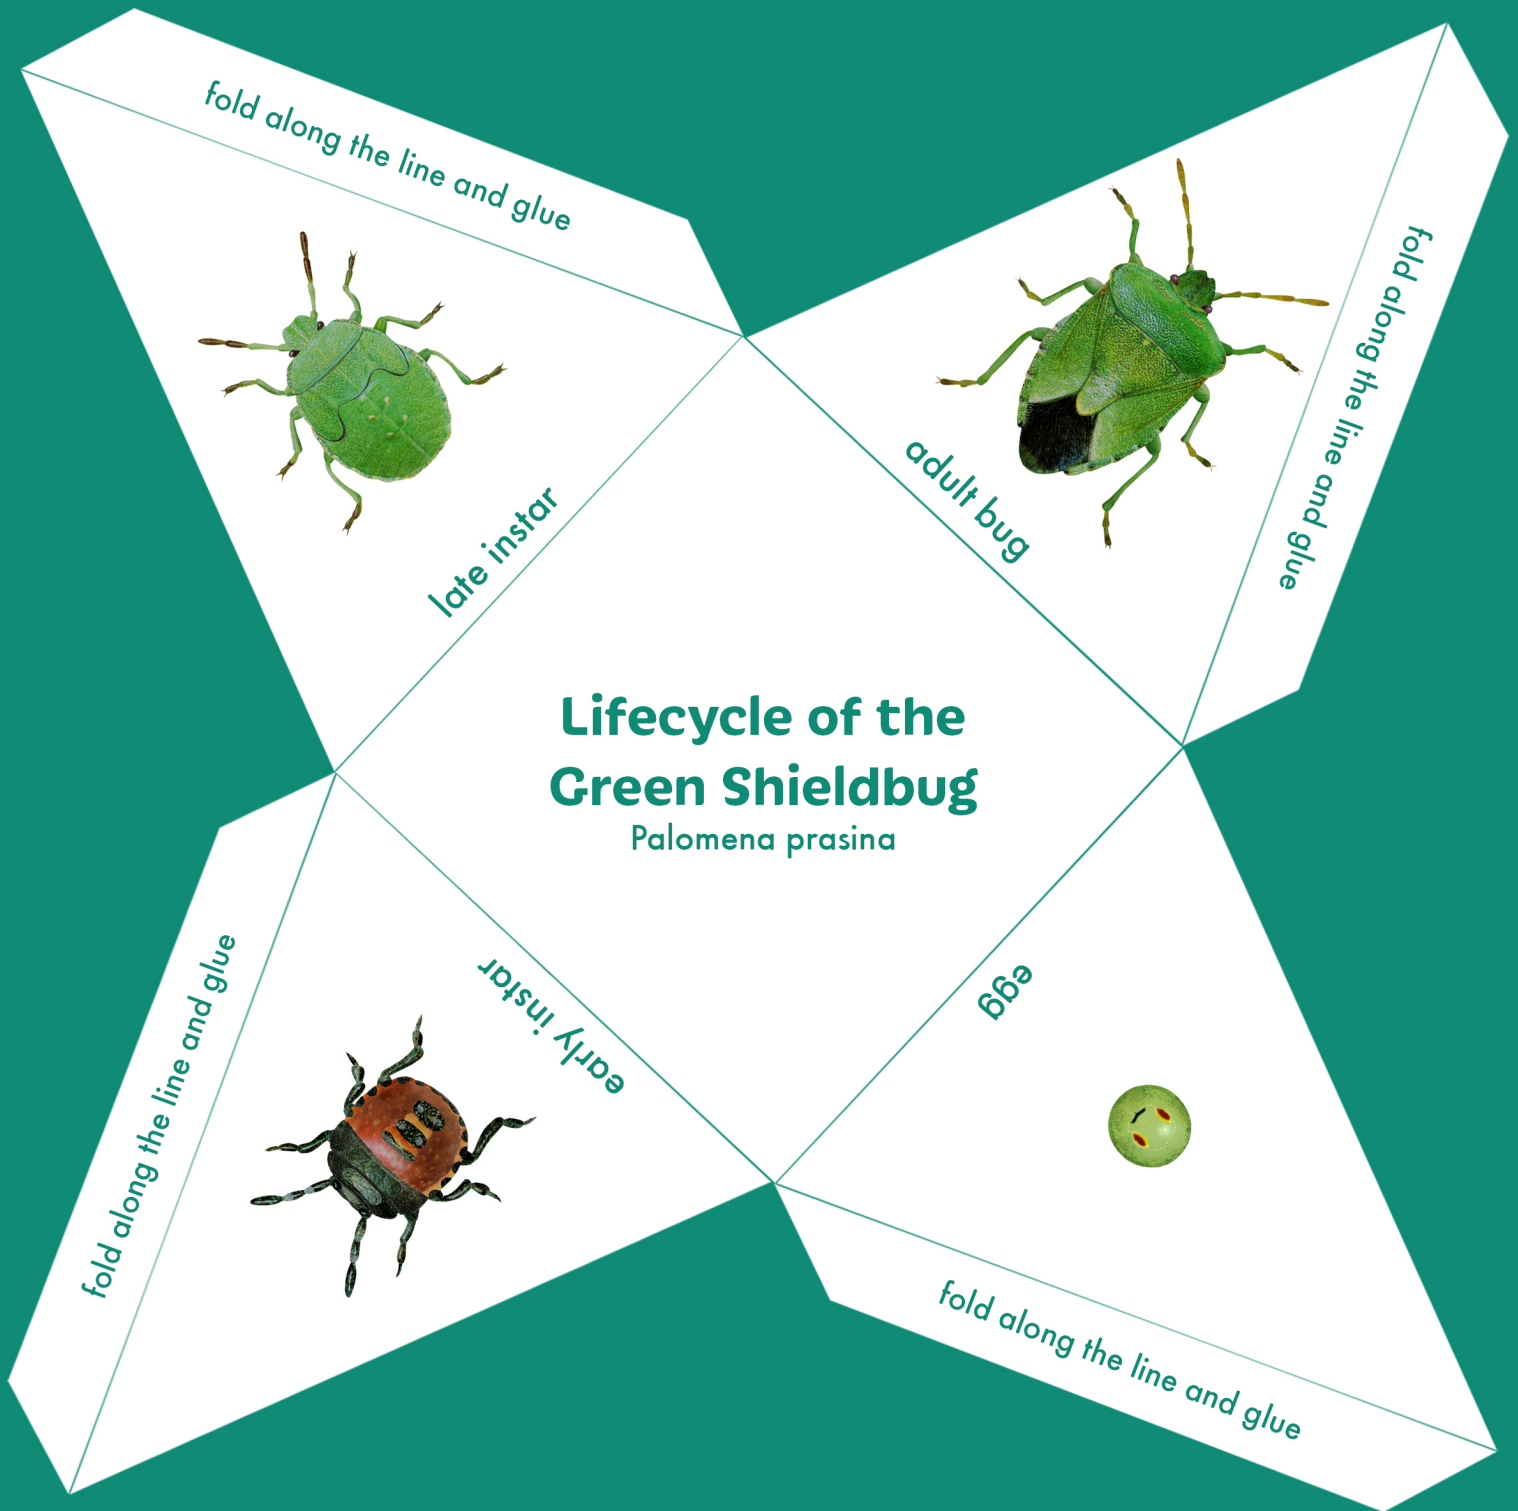 fold along the line and glue
late instar
adult bug
fold along the line and glue
Lifecycle of the
Green Shieldbug
Palomena prasina
fold along the line and glue
early instar
egg
fold along the line and glue